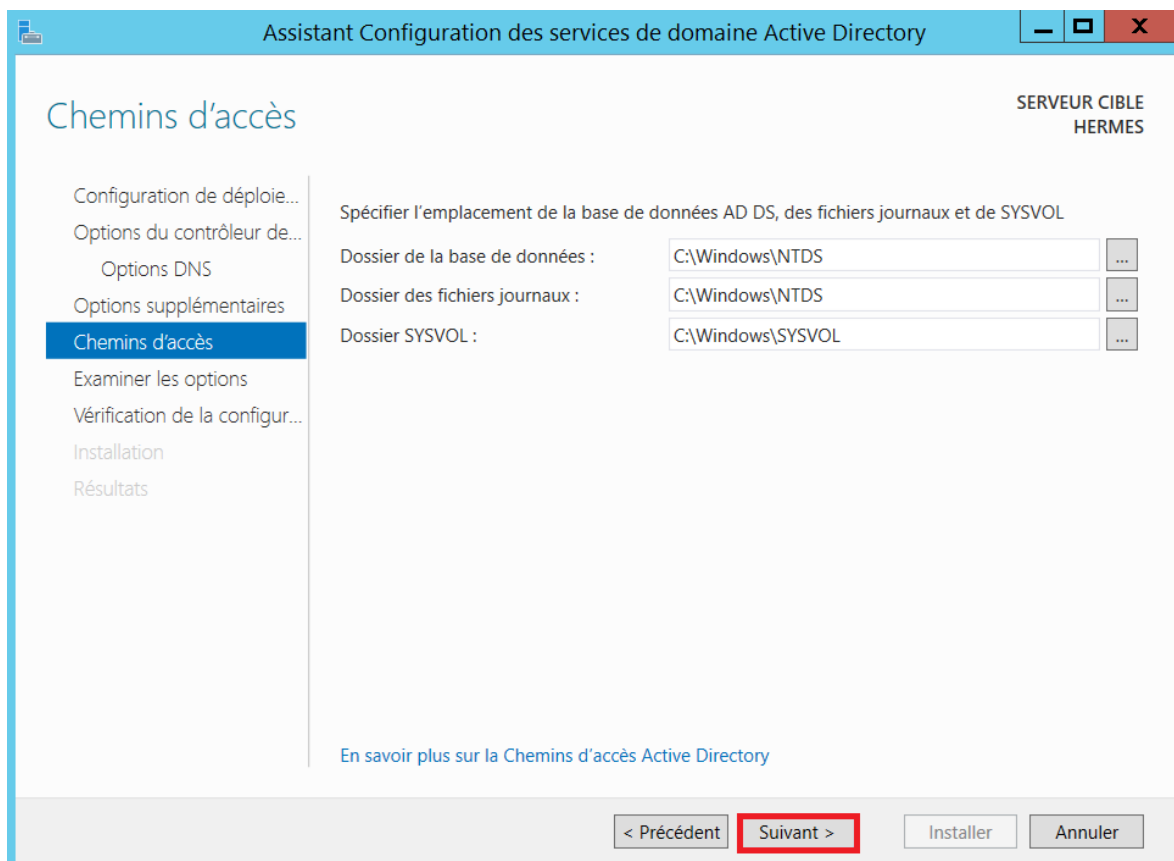 Assistant Configuration des services de domaine Active Directory
Chemins d'accès
SERVEUR CIBLE
HERMES
Configuration de déploie...
Options du contrôleur de...
Options DNS
Options supplémentaires
Chemins d'accès
Examiner les options
Vérification de la configur...
Installation
Résultats
Spécifier l'emplacement de la base de données AD DS, des fichiers journaux et de SYSVOL
Dossier de la base de données : C:\Windows\NTDS ...
Dossier des fichiers journaux : C:\Windows\NTDS ...
Dossier SYSVOL : C:\Windows\SYSVOL ...
En savoir plus sur la Chemins d'accès Active Directory
< Précédent Suivant > Installer Annuler